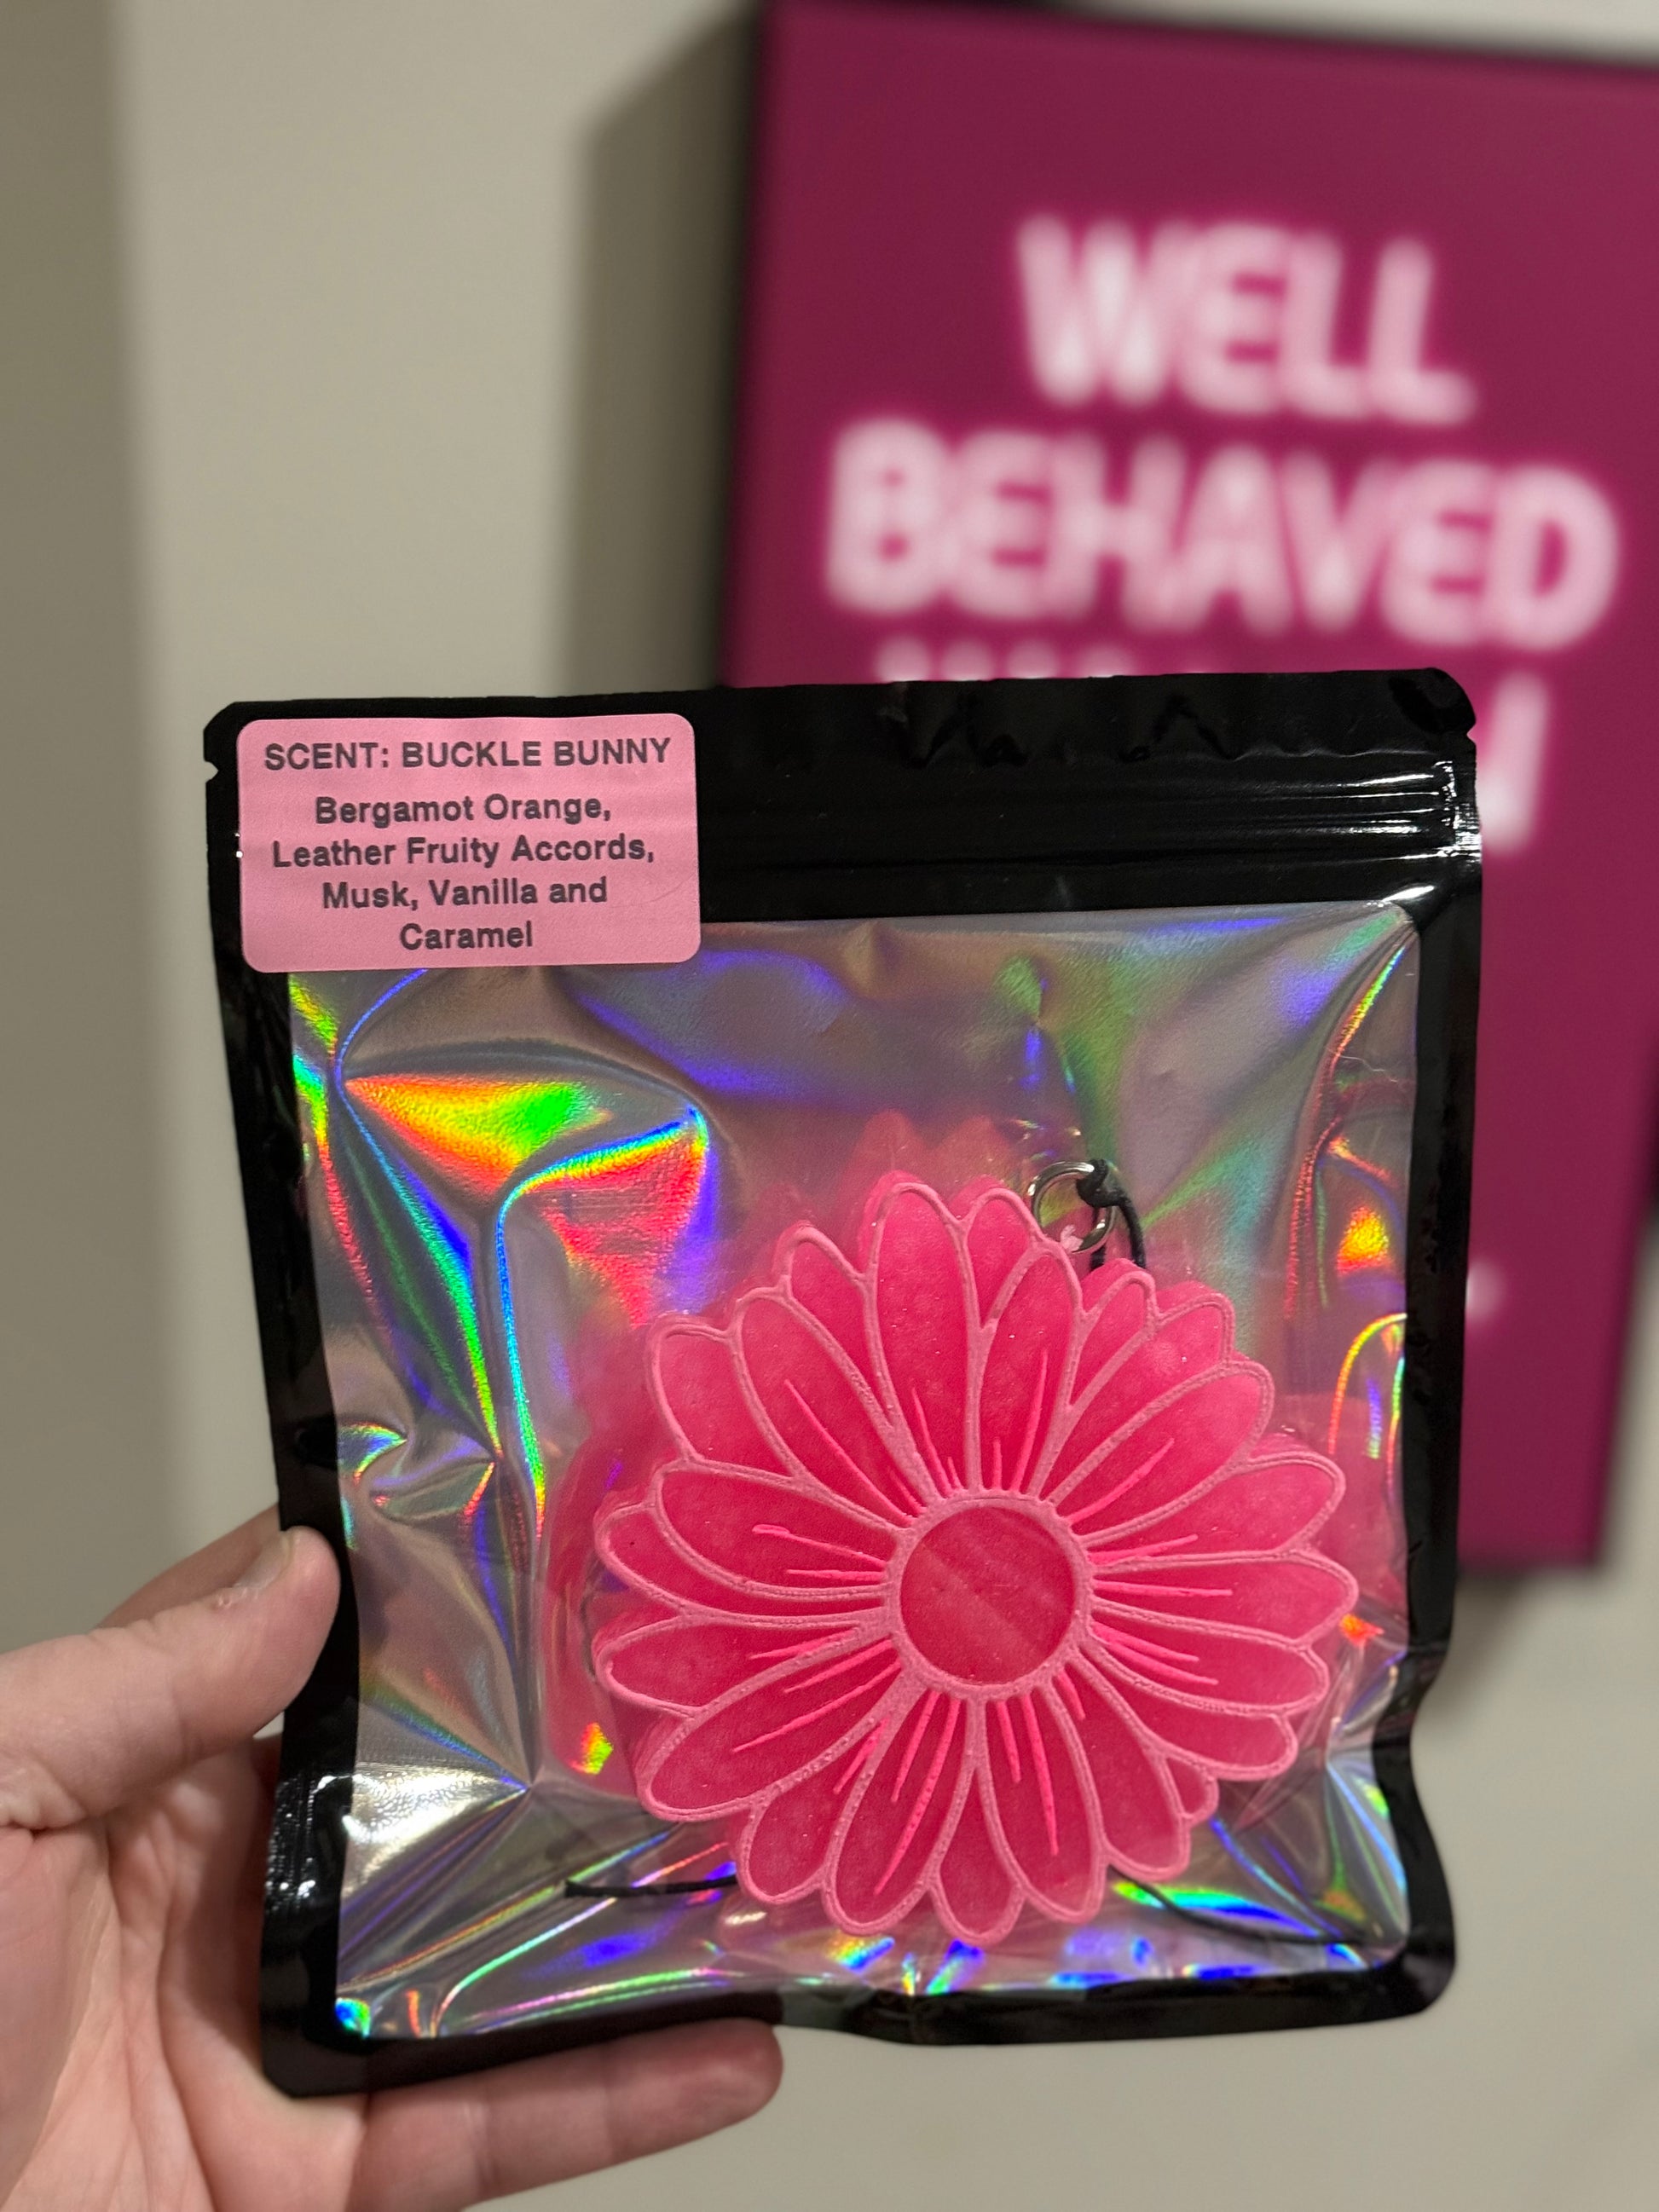 WELL
BEHAVED
SCENT: BUCKLE BUNNY
Bergamot Orange,
Leather Fruity Accords,
Musk, Vanilla and
Caramel